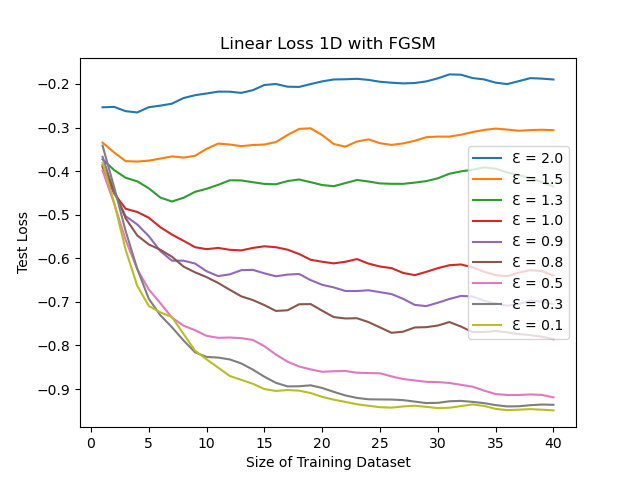 Linear Loss 1D with FGSM
Test Loss
−0.2
−0.3
−0.4
−0.5
−0.6
−0.7
−0.8
−0.9
Ɛ = 2.0
Ɛ = 1.5
Ɛ = 1.3
Ɛ = 1.0
Ɛ = 0.9
Ɛ = 0.8
Ɛ = 0.5
Ɛ = 0.3
Ɛ = 0.1
0 5 10 15 20 25 30 35 40
Size of Training Dataset